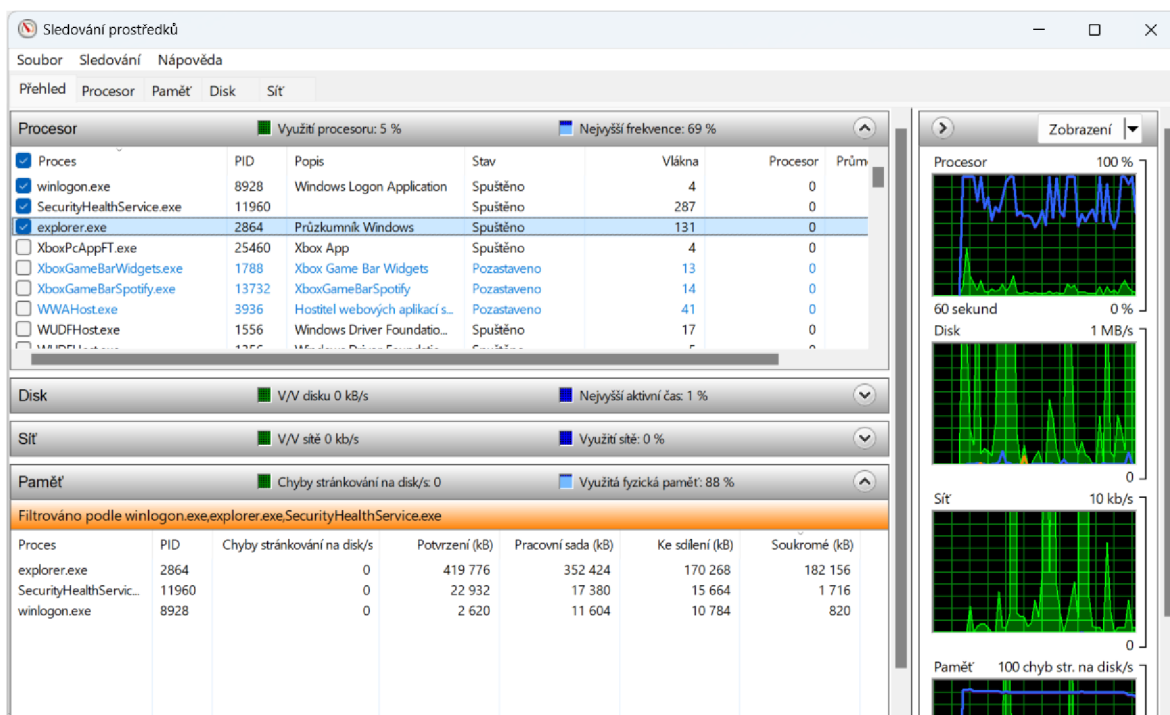 Sledování prostředků
Soubor Sledování Nápověda
Přehled Procesor Paměť Disk Síť
Procesor Využití procesoru: 5 % Nejvyšší frekvence: 69 %
Proces PID Popis Stav Vlákna Procesor Prům
winlogon.exe 8928 Windows Logon Application Spuštěno 4 0
SecurityHealthService.exe 11960 Spuštěno 287 0
explorer.exe 2864 Průzkumník Windows Spuštěno 131 0
XboxPcAppFT.exe 25460 Xbox App Spuštěno 4 0
XboxGameBarWidgets.exe 1788 Xbox Game Bar Widgets Pozastaveno 13 0
XboxGameBarSpotify.exe 13732 XboxGameBarSpotify Pozastaveno 14 0
WWAHost.exe 3936 Hostitel webových aplikací s... Pozastaveno 41 0
WUDFHost.exe 1556 Windows Driver Foundatio... Spuštěno 17 0
WUDFHost.exe 1356 Windows Driver Foundatio... Spuštěno 5 0
Disk V/V disku 0 kB/s Nejvyšší aktivní čas: 1 %
Síť V/V sítě 0 kb/s Využití sítě: 0 %
Paměť Chyby stránkování na disk/s: 0 Využitá fyzická paměť: 88 %
Filtrováno podle winlogon.exe,explorer.exe,SecurityHealthService.exe
Proces PID Chyby stránkování na disk/s Potvrzení (kB) Pracovní sada (kB) Ke sdílení (kB) Soukromé (kB)
explorer.exe 2864 0 419 776 352 424 170 268 182 156
SecurityHealthServic... 11960 0 22 932 17 380 15 664 1 716
winlogon.exe 8928 0 2 620 11 604 10 784 820
Zobrazení
Procesor 100 %
60 sekund 0 %
Disk 1 MB/s
0
Síť 10 kb/s
0
Paměť 100 chyb str. na disk/s